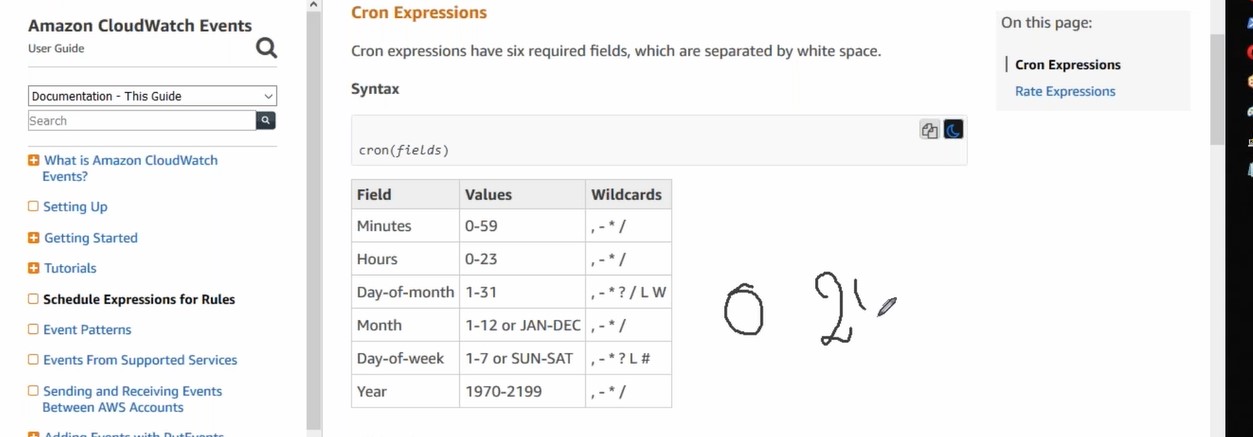 Amazon CloudWatch Events
User Guide
Documentation - This Guide
Search
What is Amazon CloudWatch
Events?
Setting Up
Getting Started
Tutorials
Schedule Expressions for Rules
Event Patterns
Events From Supported Services
Sending and Receiving Events
Between AWS Accounts
Adding Events with PutEvents
Cron Expressions
Cron expressions have six required fields, which are separated by white space.
Syntax
cron(fields)
Field Values Wildcards
Minutes 0-59 , - * /
Hours 0-23 , - * /
Day-of-month 1-31 , - * ? / L W
Month 1-12 or JAN-DEC , - * /
Day-of-week 1-7 or SUN-SAT , - * ? L #
Year 1970-2199 , - * /
0 2
On this page:
Cron Expressions
Rate Expressions